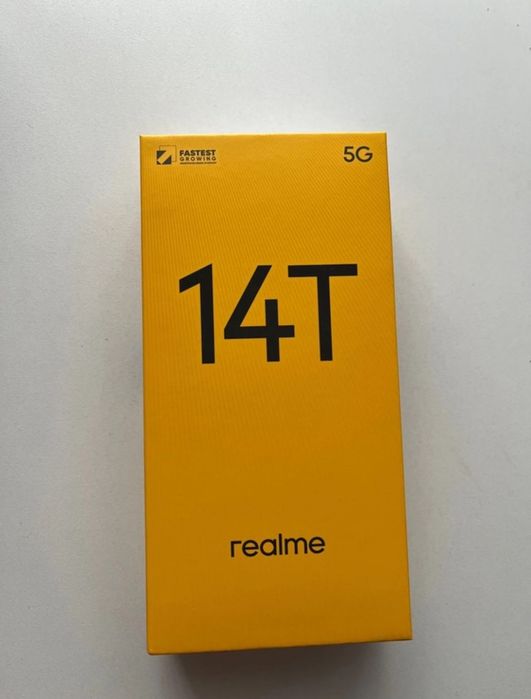 FASTEST
GROWING
5G
14T
realme